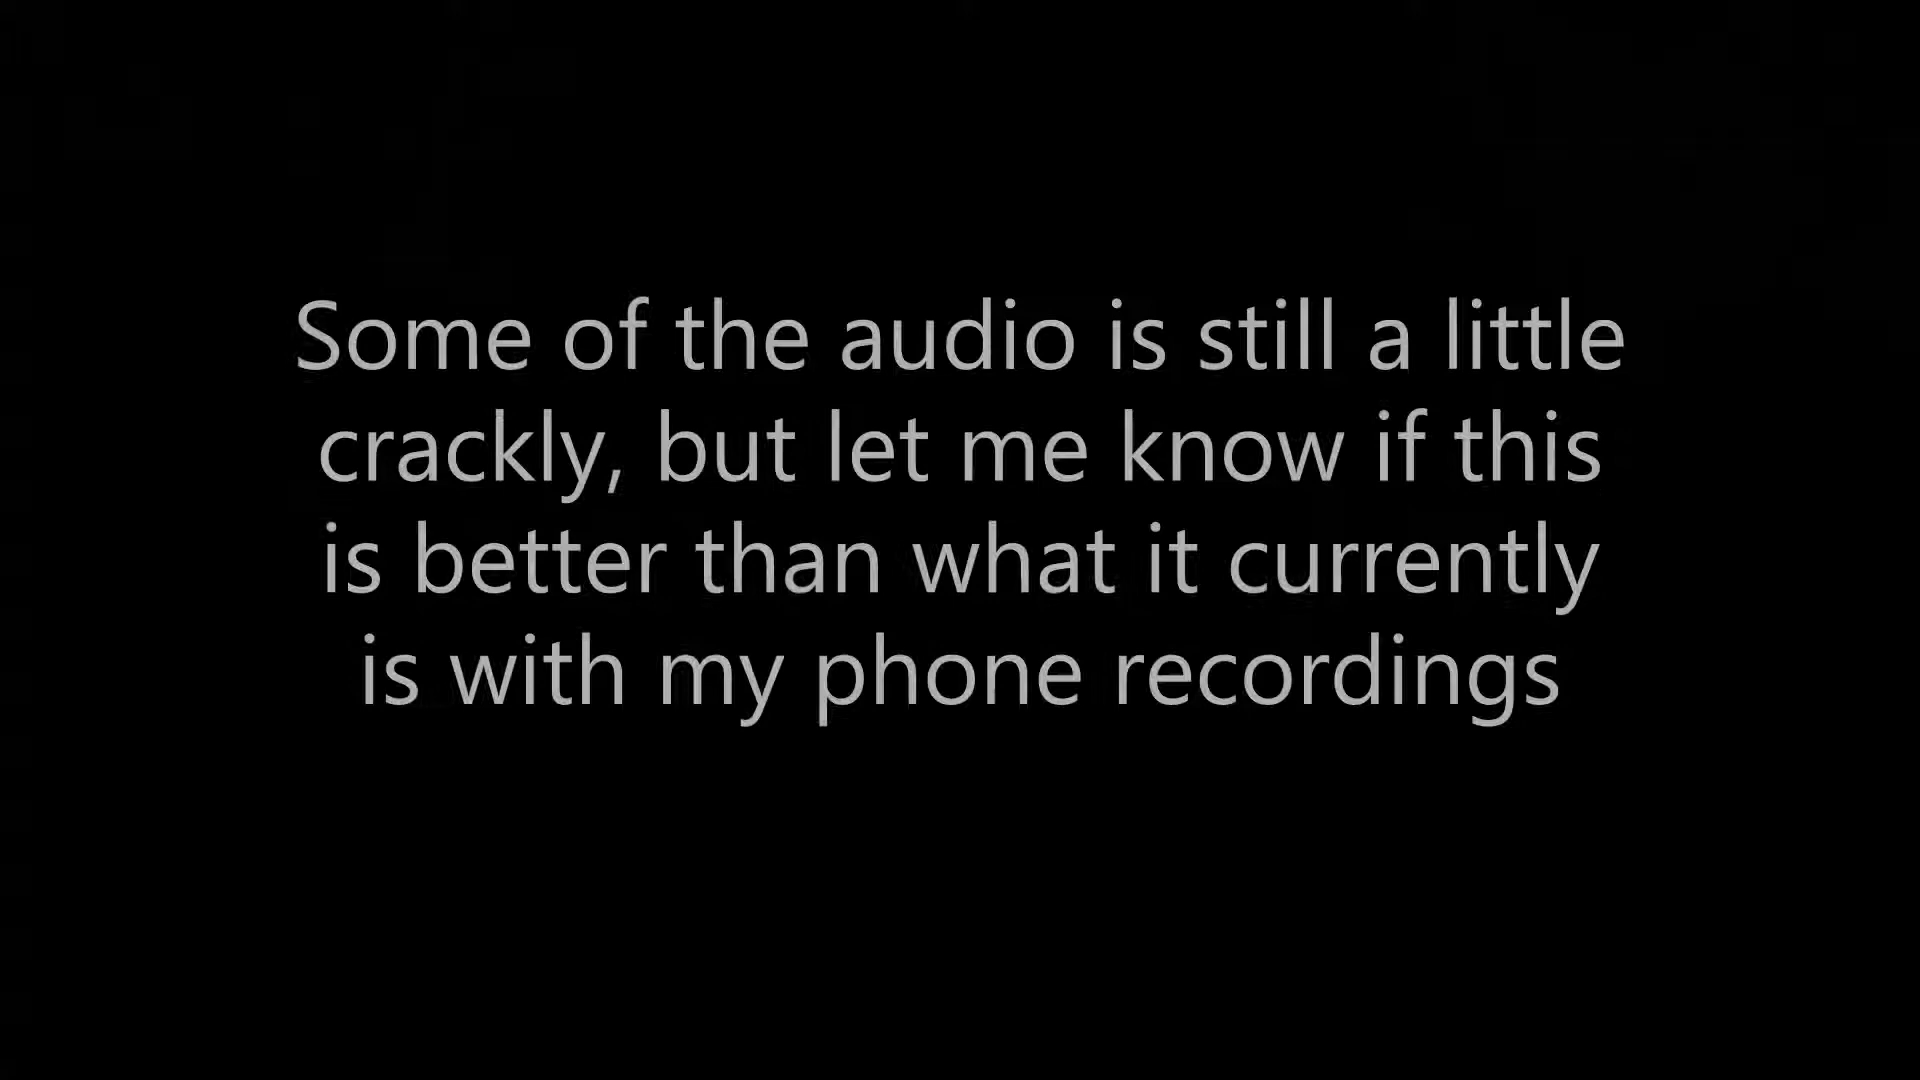 Some of the audio is still a little
crackly, but let me know if this
is better than what it currently
is with my phone recordings